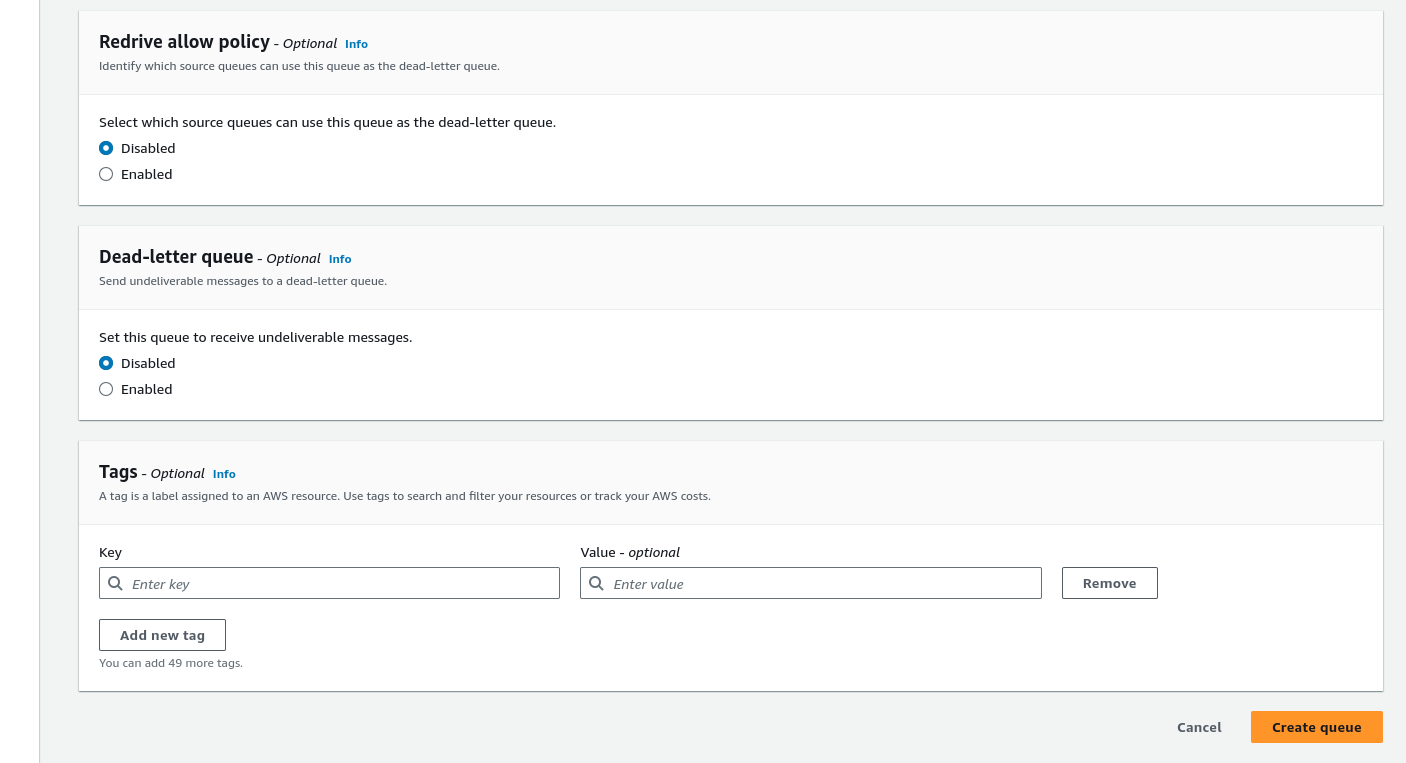 Redrive allow policy - Optional Info
Identify which source queues can use this queue as the dead-letter queue.
Select which source queues can use this queue as the dead-letter queue.
Disabled
Enabled
Dead-letter queue - Optional Info
Send undeliverable messages to a dead-letter queue.
Set this queue to receive undeliverable messages.
Disabled
Enabled
Tags - Optional Info
A tag is a label assigned to an AWS resource. Use tags to search and filter your resources or track your AWS costs.
Key Value - optional
Enter key Enter value Remove
Add new tag
You can add 49 more tags.
Cancel Create queue